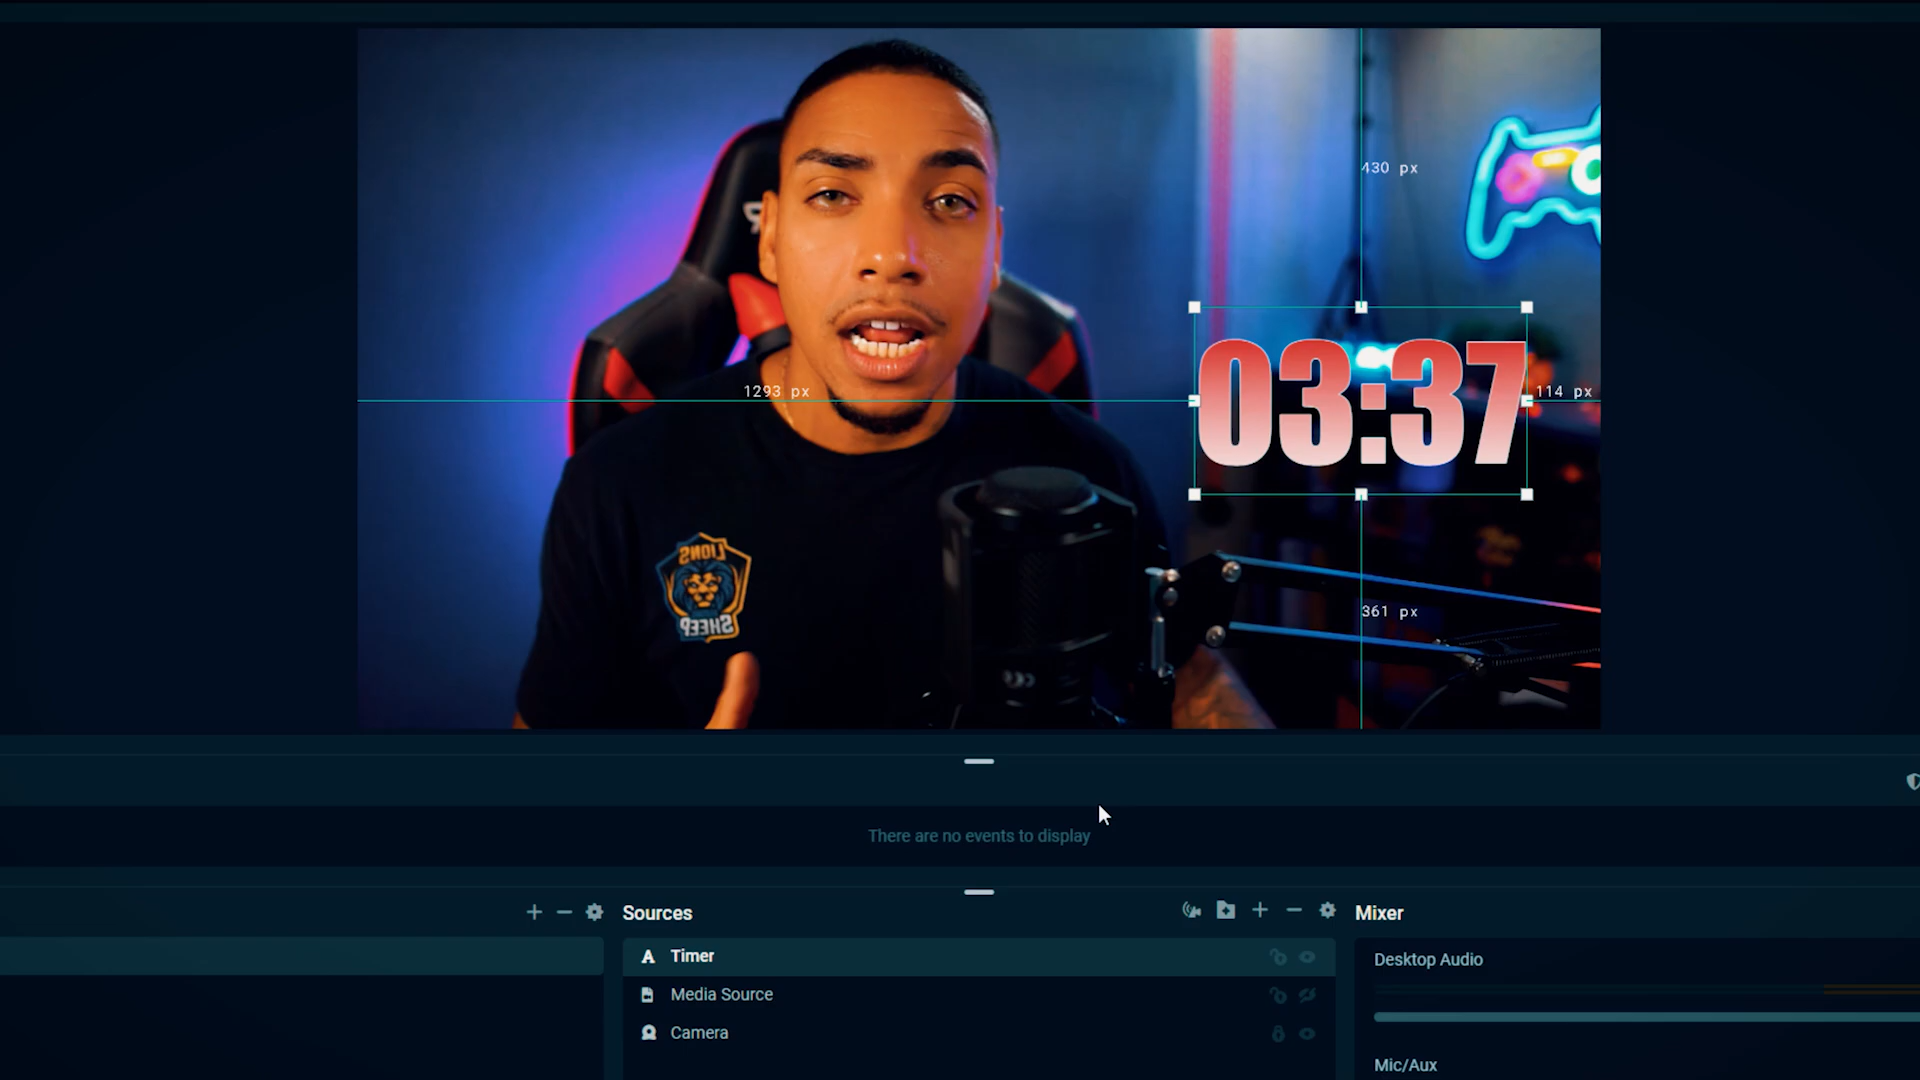 430 px
03:37
1293 px
114 px
LIONS
SHEEP
361 px
There are no events to display
Sources
Mixer
Timer
Desktop Audio
Media Source
Camera
Mic/Aux